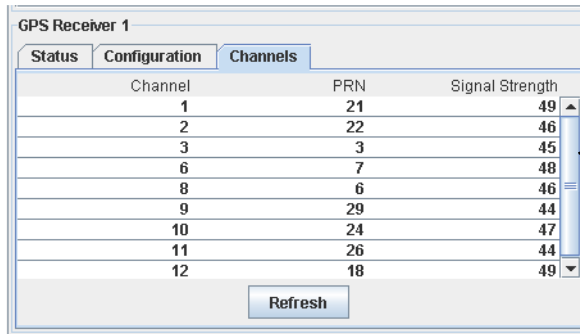 GPS Receiver 1
Status Configuration Channels
Channel PRN Signal Strength
1 21 49
2 22 46
3 3 45
6 7 48
8 6 46
9 29 44
10 24 47
11 26 44
12 18 49
Refresh